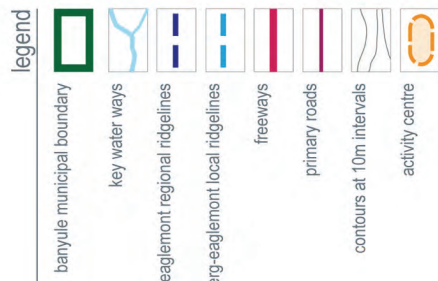 legend
banyule municipal boundary
key water ways
eaglemont regional ridgelines
erg-eaglemont local ridgelines
freeways
primary roads
contours at 10m intervals
activity centre